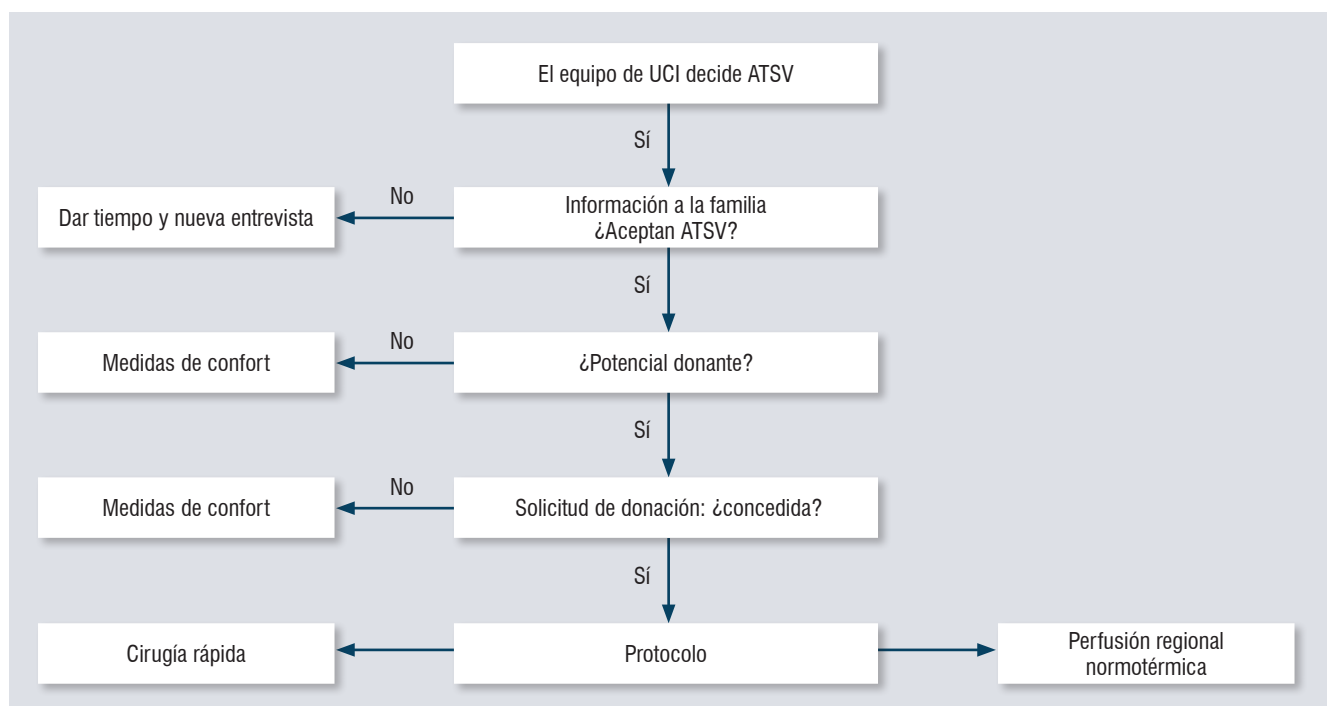 El equipo de UCI decide ATSV
Sí
No
Dar tiempo y nueva entrevista
Información a la familia
¿Aceptan ATSV?
Sí
No
Medidas de confort
¿Potencial donante?
Sí
No
Medidas de confort
Solicitud de donación: ¿concedida?
Sí
Cirugía rápida
Protocolo
Perfusión regional
normotérmica